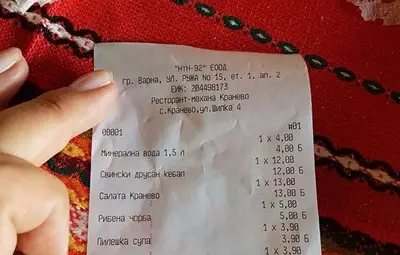 "НтН-92" ЕООД
гр. Варна, УЛ. РУЖА No 15, ет. 1, ап. 2
ЕИК: 204498173
Ресторант-механа Кранево
с.Кранево,ул.Шипка 4
00001 #01
1 x 4,00
Минерална вода 1,5 л 4,00 Б
1 x 12,00
Свински друсан кебап 12,00 Б
1 x 13,00
Салата Кранево 13,00 Б
1 x 5,00
Рибена чорба 5,00 Б
1 x 3,90
Пилешка супа 3,90 Б
1 x 3,90